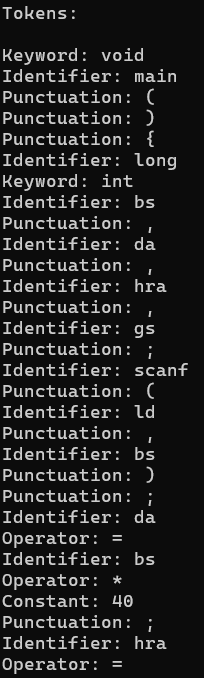 Tokens:
Keyword: void
Identifier: main
Punctuation: (
Punctuation: )
Punctuation: {
Identifier: long
Keyword: int
Identifier: bs
Punctuation: ,
Identifier: da
Punctuation: ,
Identifier: hra
Punctuation: ,
Identifier: gs
Punctuation: ;
Identifier: scanf
Punctuation: (
Identifier: ld
Punctuation: ,
Identifier: bs
Punctuation: )
Punctuation: ;
Identifier: da
Operator: =
Identifier: bs
Operator: *
Constant: 40
Punctuation: ;
Identifier: hra
Operator: =